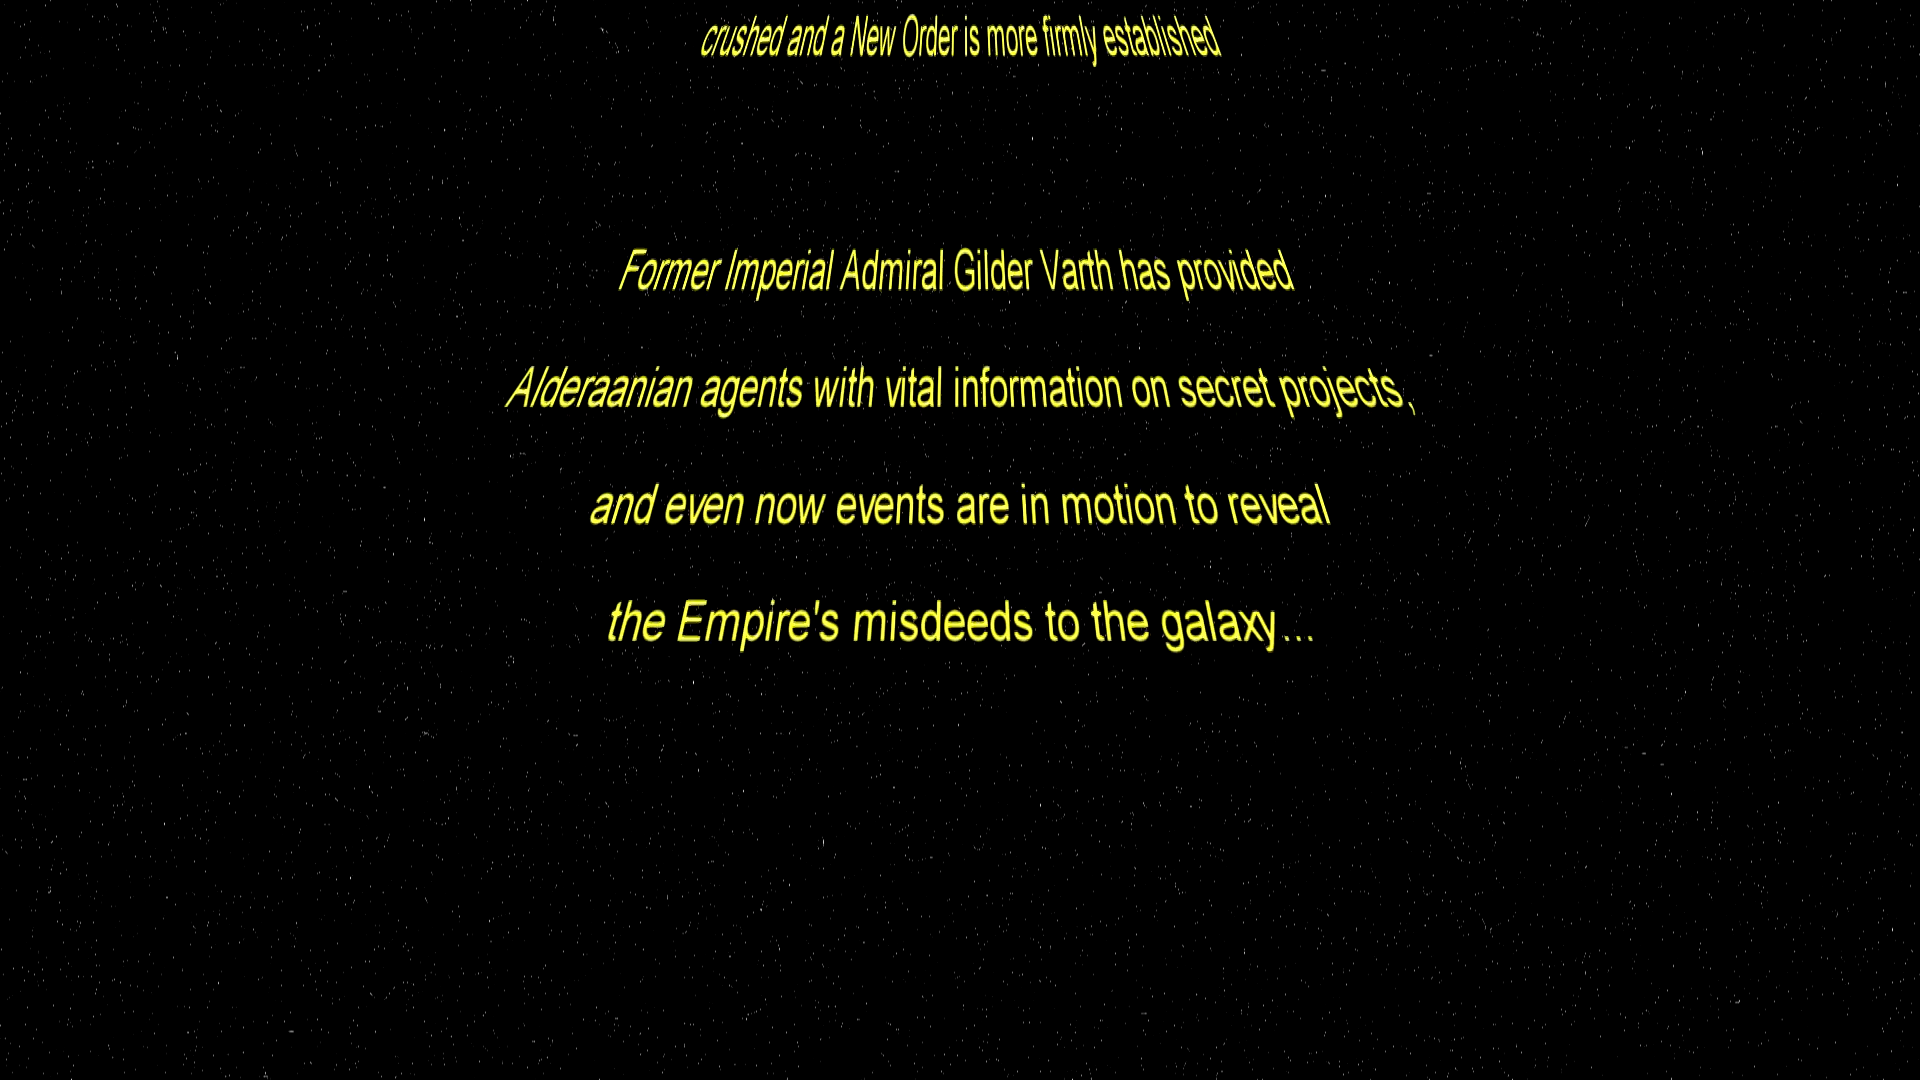 crushed and a New Order is more firmly established
Former Imperial Admiral Gilder Varth has provided
Alderaanian agents with vital information on secret projects,
and even now events are in motion to reveal
the Empire's misdeeds to the galaxy...